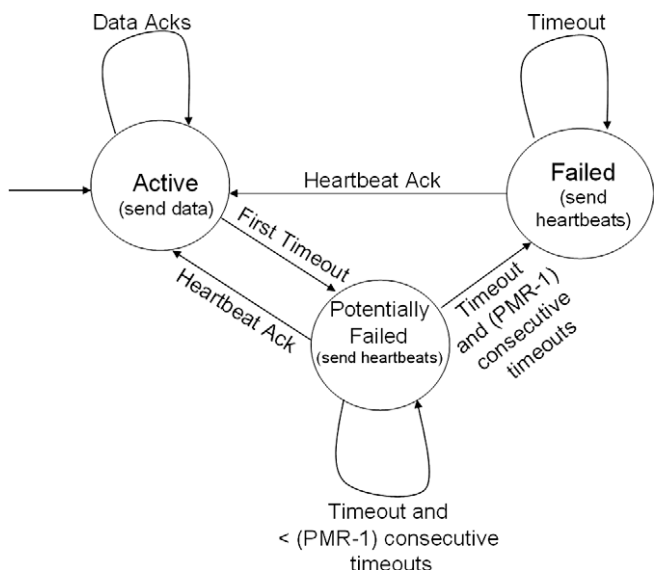 Data Acks
Timeout
Active
(send data)
Heartbeat Ack
Failed
(send
heartbeats)
First Timeout
Heartbeat Ack
Potentially
Failed
(send heartbeats)
Timeout
and (PMR-1)
consecutive
timeouts
Timeout and
< (PMR-1) consecutive
timeouts